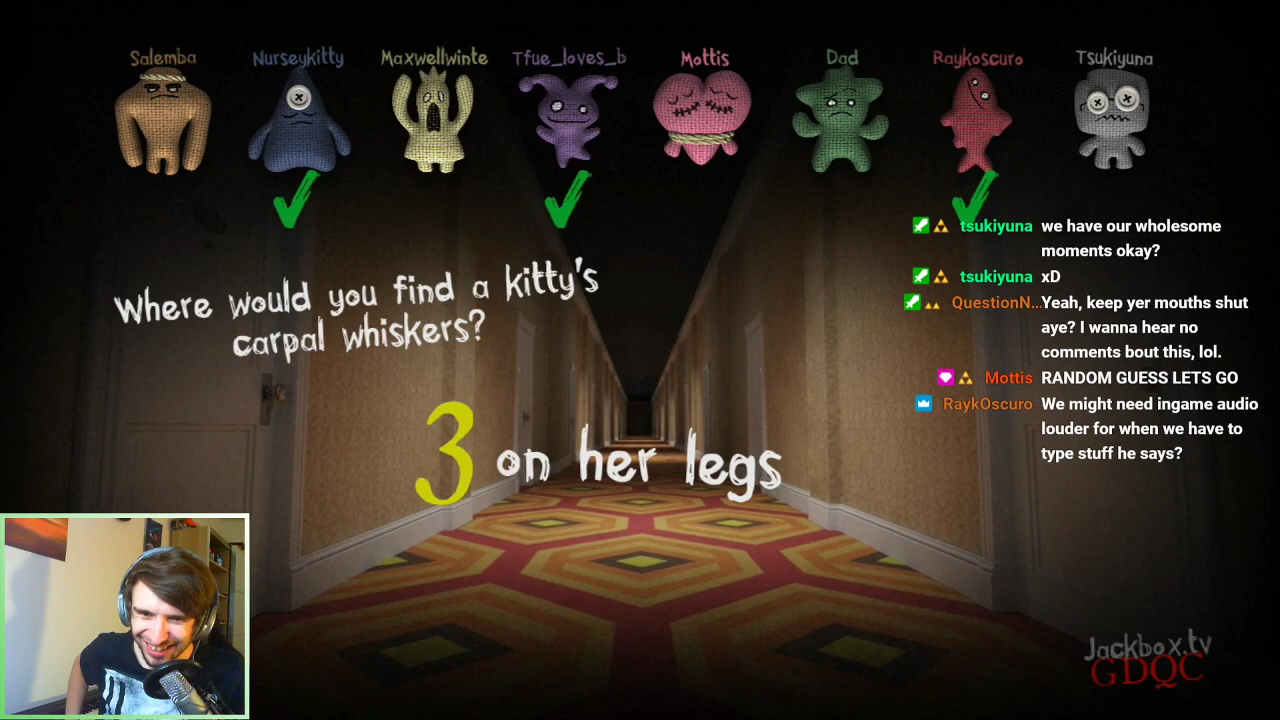 Salemba
Nurseykitty
Maxwellwinte
Tfue_loves_b
Mottis
Dad
Raykoscuro
Tsukiyuna
Where would you find a kitty's
carpal whiskers?
3 on her legs
tsukiyuna we have our wholesome
moments okay?
tsukiyuna xD
QuestionN... Yeah, keep yer mouths shut
aye? I wanna hear no
comments bout this, lol.
Mottis RANDOM GUESS LETS GO
RaykOscuro We might need ingame audio
louder for when we have to
type stuff he says?
Jackbox.tv
GDQC